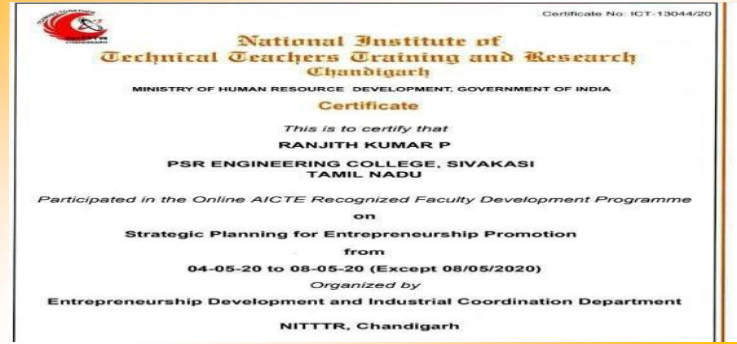 Certificate No: ICT-13044/20
National Institute of
Technical Teachers Training and Research
Chandigarh
MINISTRY OF HUMAN RESOURCE DEVELOPMENT, GOVERNMENT OF INDIA
Certificate
This is to certify that
RANJITH KUMAR P
PSR ENGINEERING COLLEGE, SIVAKASI
TAMIL NADU
Participated in the Online AICTE Recognized Faculty Development Programme
on
Strategic Planning for Entrepreneurship Promotion
from
04-05-20 to 08-05-20 (Except 08/05/2020)
Organized by
Entrepreneurship Development and Industrial Coordination Department
NITTTR, Chandigarh